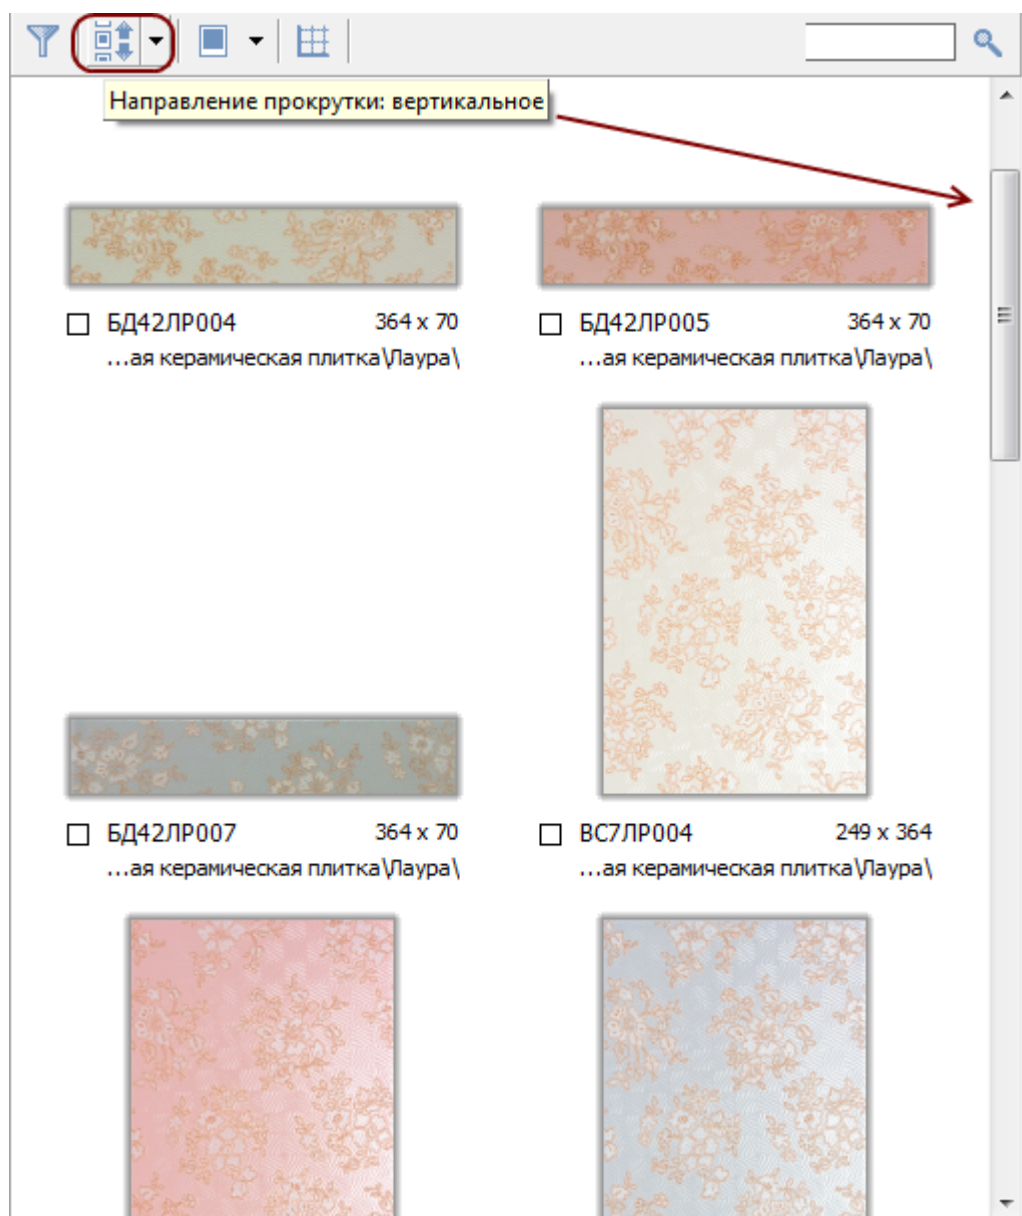 Направление прокрутки: вертикальное
БД42ЛР004 364 x 70
...ая керамическая плитка\Лаура\
БД42ЛР005 364 x 70
...ая керамическая плитка\Лаура\
БД42ЛР007 364 x 70
...ая керамическая плитка\Лаура\
ВС7ЛР004 249 x 364
...ая керамическая плитка\Лаура\